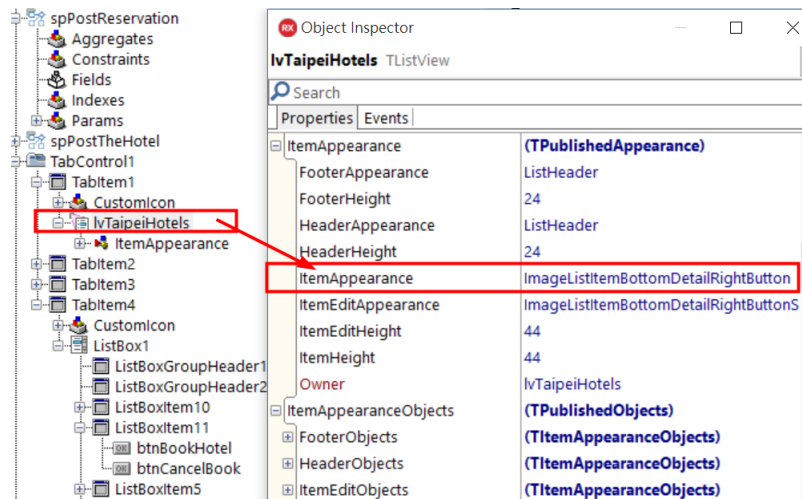 spPostReservation
Aggregates
Constraints
Fields
Indexes
Params
spPostTheHotel
TabControl1
TabItem1
CustomIcon
lvTaipeiHotels
ItemAppearance
TabItem2
TabItem3
TabItem4
CustomIcon
ListBox1
ListBoxGroupHeader1
ListBoxGroupHeader2
ListBoxItem10
ListBoxItem11
btnBookHotel
btnCancelBook
ListBoxItem5
RX Object Inspector
lvTaipeiHotels TListView
Search
Properties Events
ItemAppearance (TPublishedAppearance)
FooterAppearance ListHeader
FooterHeight 24
HeaderAppearance ListHeader
HeaderHeight 24
ItemAppearance ImageListItemBottomDetailRightButton
ItemEditAppearance ImageListItemBottomDetailRightButtonS
ItemEditHeight 44
ItemHeight 44
Owner lvTaipeiHotels
ItemAppearanceObjects (TPublishedObjects)
FooterObjects (TItemAppearanceObjects)
HeaderObjects (TItemAppearanceObjects)
ItemEditObjects (TItemAppearanceObjects)